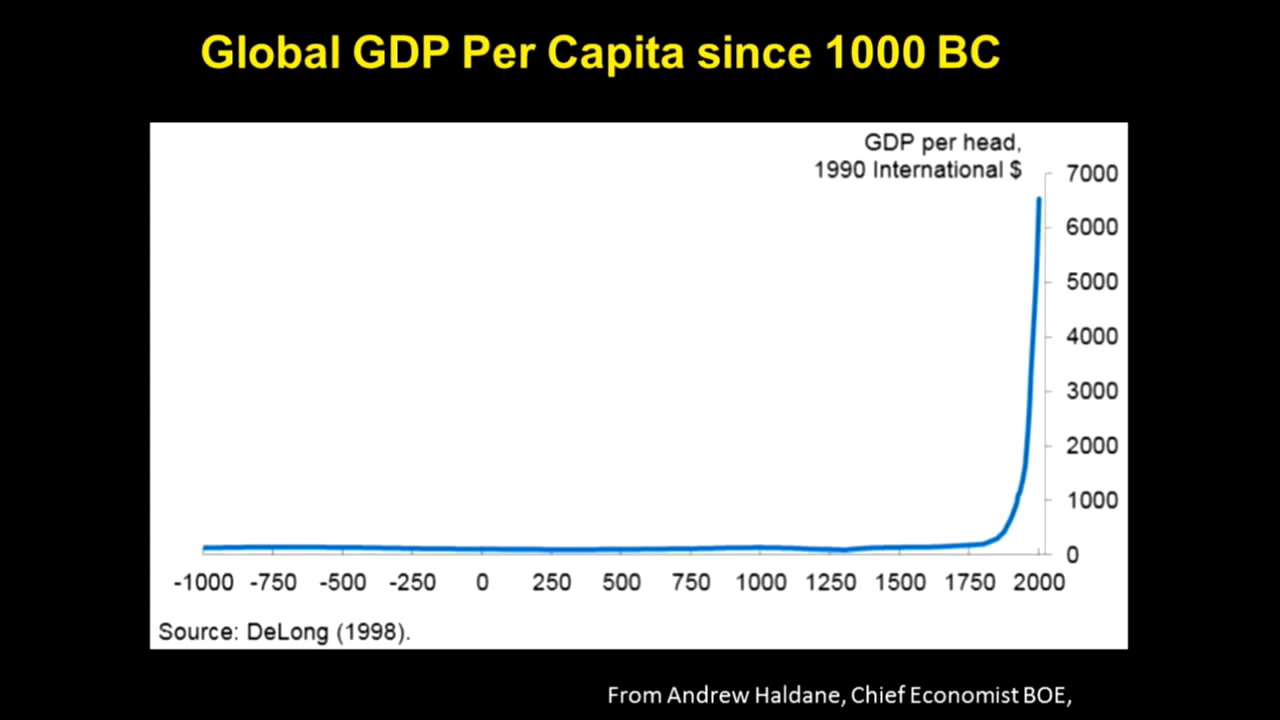 Global GDP Per Capita since 1000 BC
GDP per head,
1990 International $
7000
6000
5000
4000
3000
2000
1000
0
-1000 -750 -500 -250 0 250 500 750 1000 1250 1500 1750 2000
Source: DeLong (1998).
From Andrew Haldane, Chief Economist BOE,